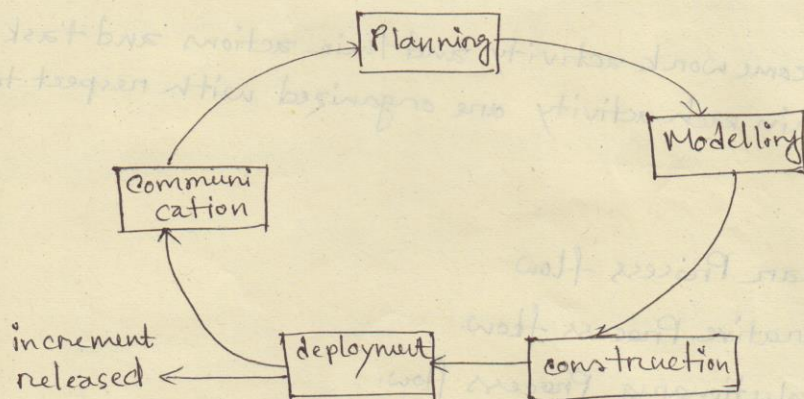 Planning
Modelling
communi
cation
increment
released
deployment
construction